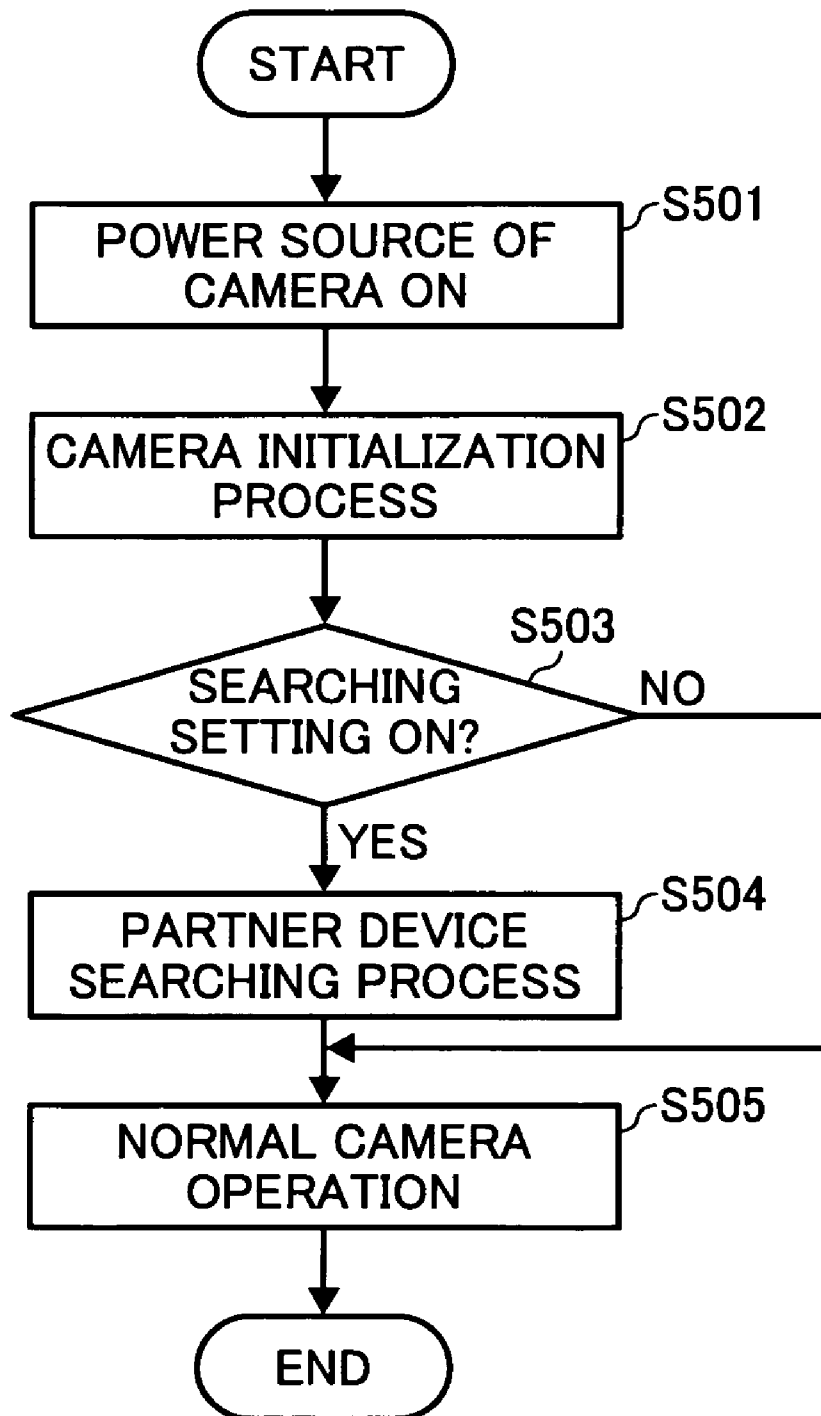 START
S501
POWER SOURCE OF
CAMERA ON
S502
CAMERA INITIALIZATION
PROCESS
S503
SEARCHING
SETTING ON?
NO
YES
S504
PARTNER DEVICE
SEARCHING PROCESS
S505
NORMAL CAMERA
OPERATION
END